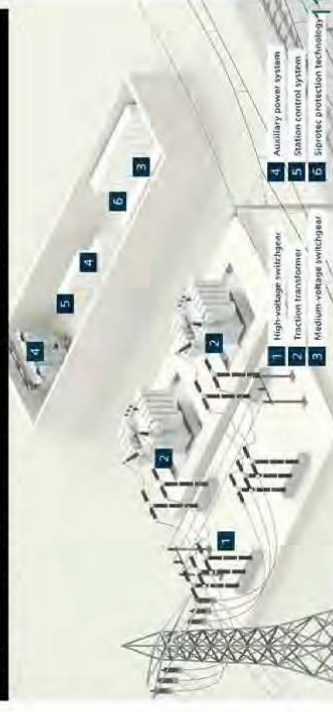 4
5
4
6
3
2
2
1
1 High-voltage switchgear
2 Traction transformer
3 Medium-voltage switchgear
4 Auxiliary power system
5 Station control system
6 Siprotec protection technology